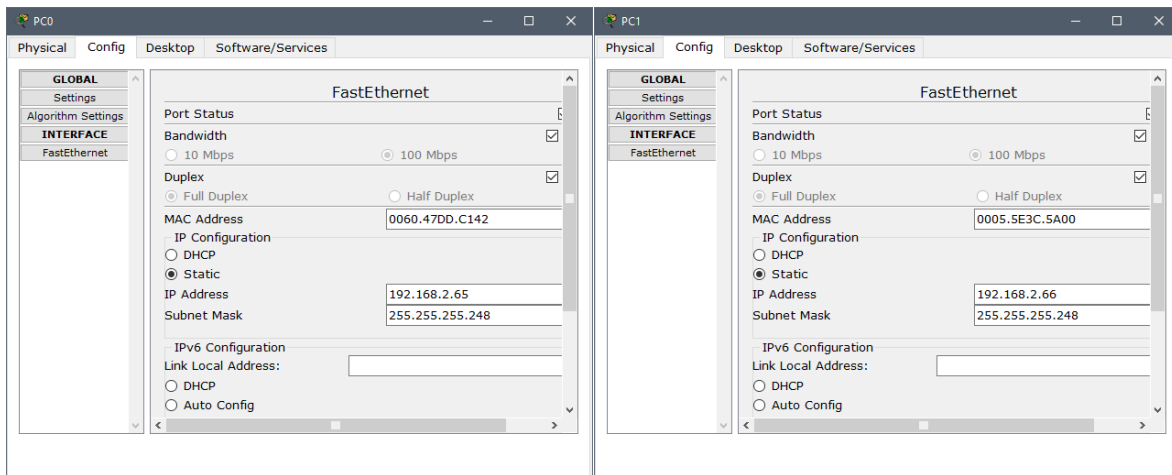 PC0
Physical Config Desktop Software/Services
GLOBAL
Settings
Algorithm Settings
INTERFACE
FastEthernet
FastEthernet
Port Status
Bandwidth
10 Mbps 100 Mbps
Duplex
Full Duplex Half Duplex
MAC Address 0060.47DD.C142
IP Configuration
DHCP
Static
IP Address 192.168.2.65
Subnet Mask 255.255.255.248
IPv6 Configuration
Link Local Address:
DHCP
Auto Config
PC1
Physical Config Desktop Software/Services
GLOBAL
Settings
Algorithm Settings
INTERFACE
FastEthernet
FastEthernet
Port Status
Bandwidth
10 Mbps 100 Mbps
Duplex
Full Duplex Half Duplex
MAC Address 0005.5E3C.5A00
IP Configuration
DHCP
Static
IP Address 192.168.2.66
Subnet Mask 255.255.255.248
IPv6 Configuration
Link Local Address:
DHCP
Auto Config